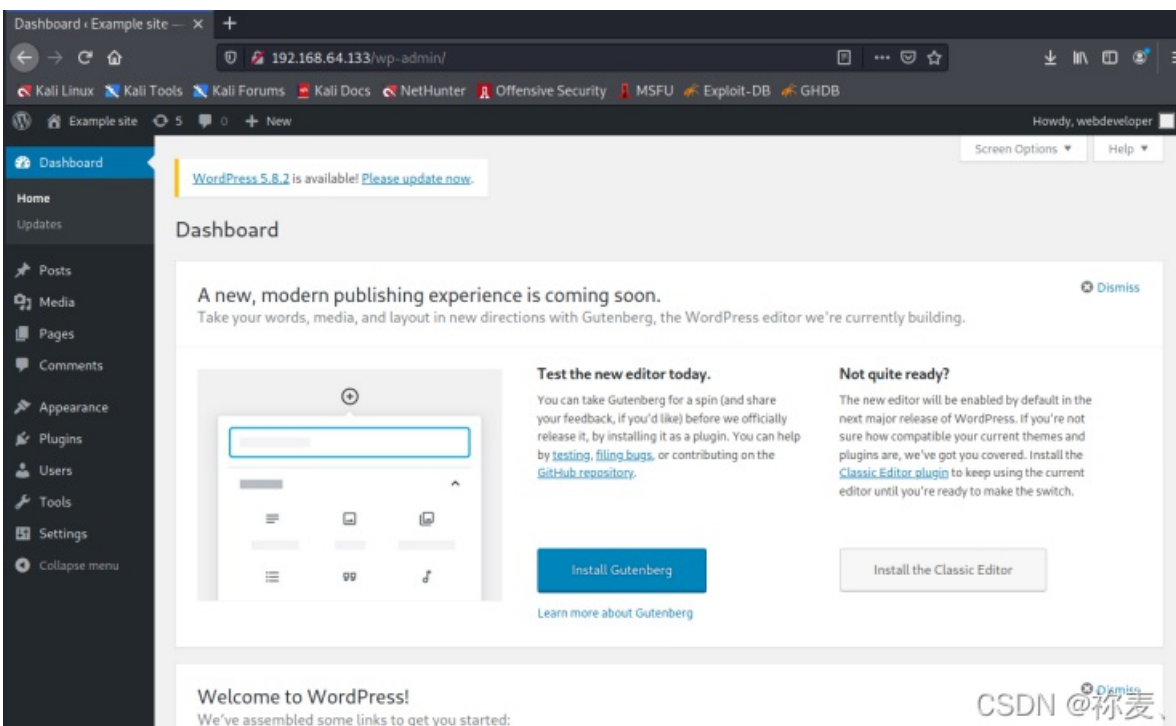 Dashboard ‹ Example site —
192.168.64.133/wp-admin/
Kali Linux Kali Tools Kali Forums Kali Docs NetHunter Offensive Security MSFU Exploit-DB GHDB
Example site 5 0 New Howdy, webdeveloper
Screen Options Help
Dashboard
Home
Updates
Posts
Media
Pages
Comments
Appearance
Plugins
Users
Tools
Settings
Collapse menu
WordPress 5.8.2 is available! Please update now.
Dashboard
A new, modern publishing experience is coming soon.
Dismiss
Take your words, media, and layout in new directions with Gutenberg, the WordPress editor we're currently building.
Test the new editor today.
You can take Gutenberg for a spin (and share
your feedback, if you'd like) before we officially
release it, by installing it as a plugin. You can help
by testing, filing bugs, or contributing on the
GitHub repository.
Install Gutenberg
Learn more about Gutenberg
Not quite ready?
The new editor will be enabled by default in the
next major release of WordPress. If you're not
sure how compatible your current themes and
plugins are, we've got you covered. Install the
Classic Editor plugin to keep using the current
editor until you're ready to make the switch.
Install the Classic Editor
Welcome to WordPress!
Dismiss
We've assembled some links to get you started:
CSDN @祢麦、